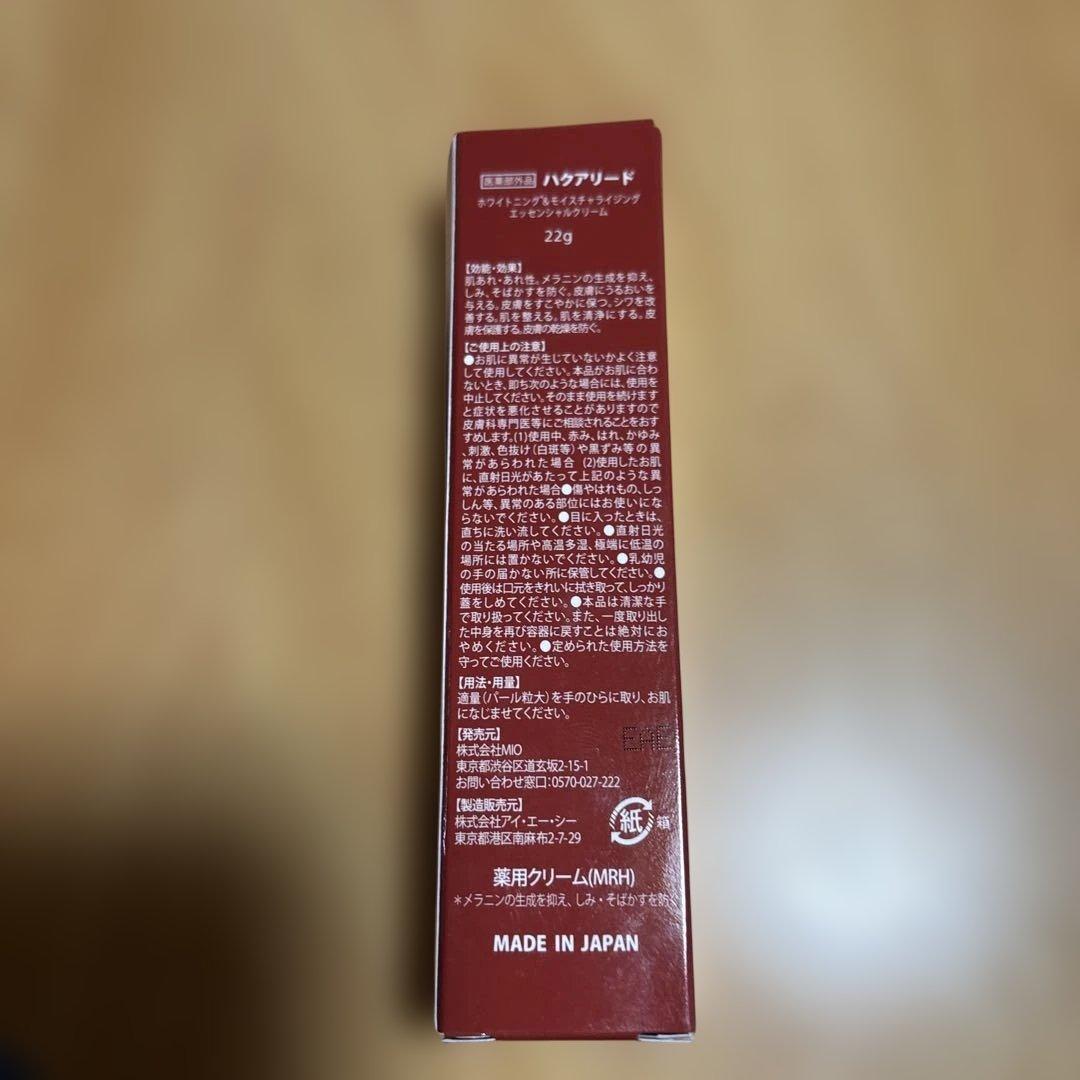 医薬部外品 ハクアリード
ホワイトニング*&モイスチャライジング
エッセンシャルクリーム
22g
【効能・効果】
肌あれ・あれ性。メラニンの生成を抑え、
しみ、そばかすを防ぐ。皮膚にうるおいを
与える。皮膚をすこやかに保つ。シワを改
善する。肌を整える。肌を清浄にする。皮
膚を保護する。皮膚の乾燥を防ぐ。
【ご使用上の注意】
●お肌に異常が生じていないかよく注意
して使用してください。本品がお肌に合わ
ないとき、即ち次のような場合には、使用を
中止してください。そのまま使用を続けます
と症状を悪化させることがありますので
皮膚科専門医等にご相談されることをおす
すめします。(1)使用中、赤み、はれ、かゆみ
、刺激、色抜け(白斑等)や黒ずみ等の異
常があらわれた場合 (2)使用したお肌
に、直射日光があたって上記のような異
常があらわれた場合●傷やはれもの、しっ
しん等、異常のある部位にはお使いにな
らないでください。●目に入ったときは、
直ちに洗い流してください。●直射日光
の当たる場所や高温多湿、極端に低温の
場所には置かないでください。●乳幼児
の手の届かない所に保管してください。●
使用後は口元をきれいに拭き取って、しっかり
蓋をしめてください。●本品は清潔な手
で取り扱ってください。また、一度取り出し
た中身を再び容器に戻すことは絶対にお
やめください。●定められた使用方法を
守ってご使用ください。
【用法・用量】
適量(パール粒大)を手のひらに取り、お肌
になじませてください。
【発売元】
株式会社MIO
東京都渋谷区道玄坂2-15-1
お問い合わせ窓口:0570-027-222
EAE
【製造販売元】
株式会社アイ・エー・シー
東京都港区南麻布2-7-29
紙 箱
薬用クリーム(MRH)
*メラニンの生成を抑え、しみ・そばかすを防
MADE IN JAPAN